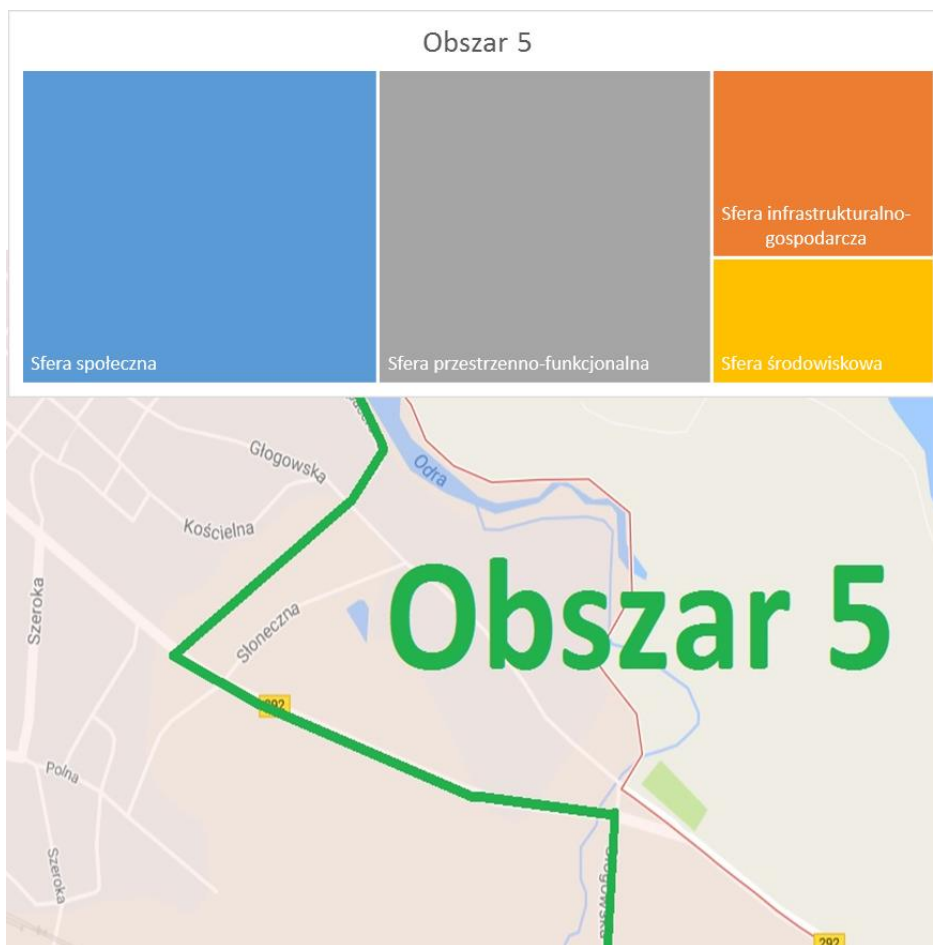 Obszar 5
Sfera społeczna
Sfera przestrzenno-funkcjonalna
Sfera infrastrukturalno-
gospodarcza
Sfera środowiskowa
Głogowska
Odra
Kościelna
Szeroka
Słoneczna
Obszar 5
292
Polna
Szeroka
Głogowska
292